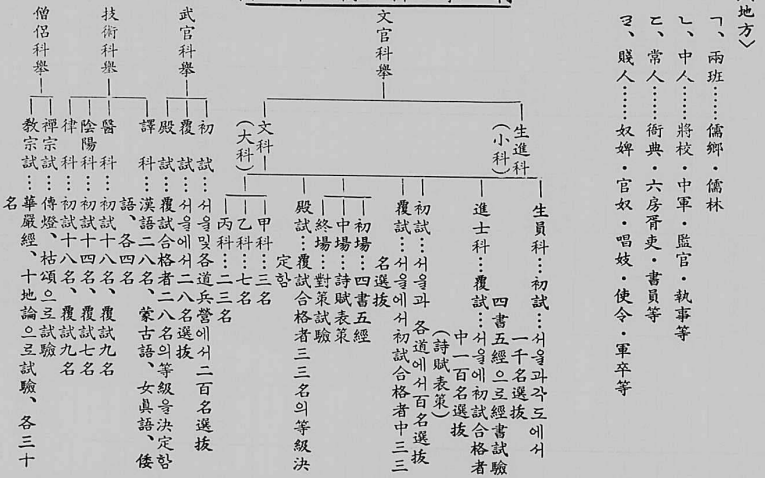 地方〉
ㄱ、兩班……儒鄕・儒林
ㄴ、中人……將校・中軍・監官・執事等
ㄷ、常人……衙典・六房胥吏・書員等
ㄹ、賤人……奴婢・官奴・唱妓・使令・軍卒等
文官科擧
生進科
(小科)
生員科…初試…서울과각도에서
一千名選抜
四書五經으로經書試驗
進士科…覆試…서울에初試合格者
中一百名選抜
(詩賦表策)
文科
(大科)
初試…서울과 各道에서百名選抜
覆試…서울에서初試合格者中三三
名選抜
初場…四書五經
中場…詩賦表策
終場…對策試驗
殿試…覆試合格者三三名의等級決
定함
甲科…三名
乙科…七名
丙科…二三名
武官科擧
初 試…서울및各道兵營에서二百名選抜
覆 試…서울에서二八名選抜
殿 試…覆試合格者二八名의等級을決定함
技術科擧
譯 科…漢語二八名、蒙古語、女眞語、倭
語、各四名
醫 科…初試十八名、覆試九名
陰陽科…初試十四名、覆試七名
律 科…初試十八名、覆試九名
僧侶科擧
禪宗試…傳燈、拈頌으로試驗
敎宗試…華嚴經、十地論으로試驗、各三十
名